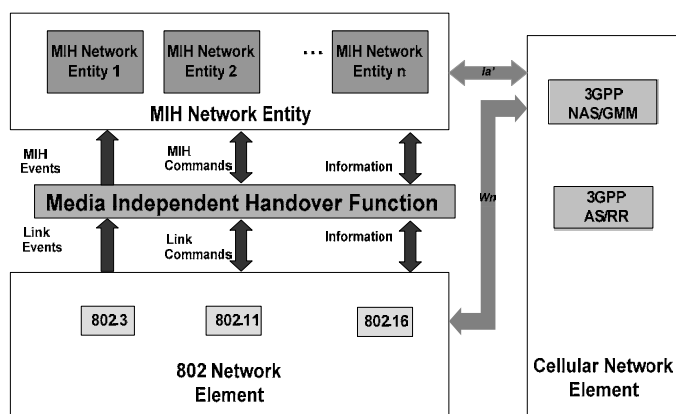 MIH Network
Entity 1
MIH Network
Entity 2
...
MIH Network
Entity n
MIH Network Entity
Ia'
3GPP
NAS/GMM
MIH
Events
MIH
Commands
Information
Wn
Media Independent Handover Function
3GPP
AS/RR
Link
Events
Link
Commands
Information
802.3
802.11
802.16
802 Network
Element
Cellular Network
Element